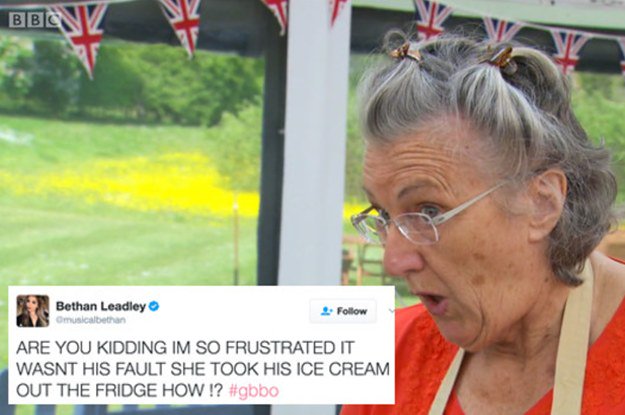 BBC
Bethan Leadley
@musicalbethan
Follow
ARE YOU KIDDING IM SO FRUSTRATED IT
WASNT HIS FAULT SHE TOOK HIS ICE CREAM
OUT THE FRIDGE HOW !? #gbbo